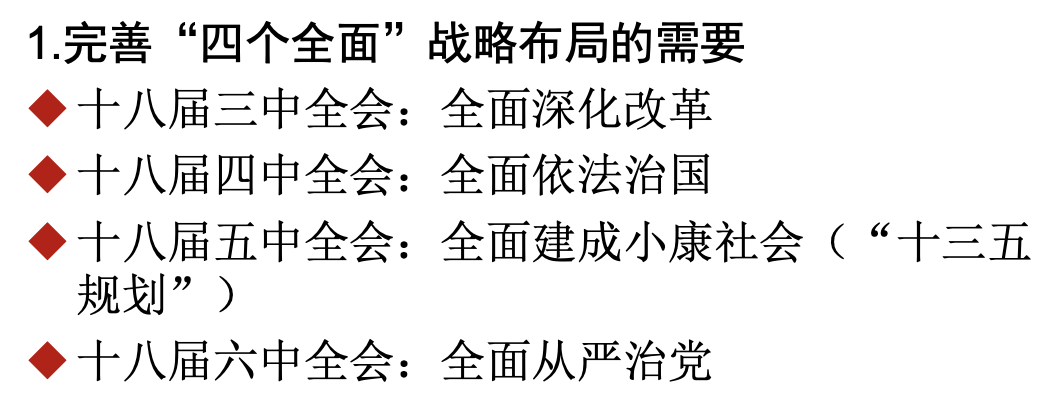 1.完善“四个全面”战略布局的需要
◆十八届三中全会：全面深化改革
◆十八届四中全会：全面依法治国
◆十八届五中全会：全面建成小康社会（“十三五
规划”）
◆十八届六中全会：全面从严治党